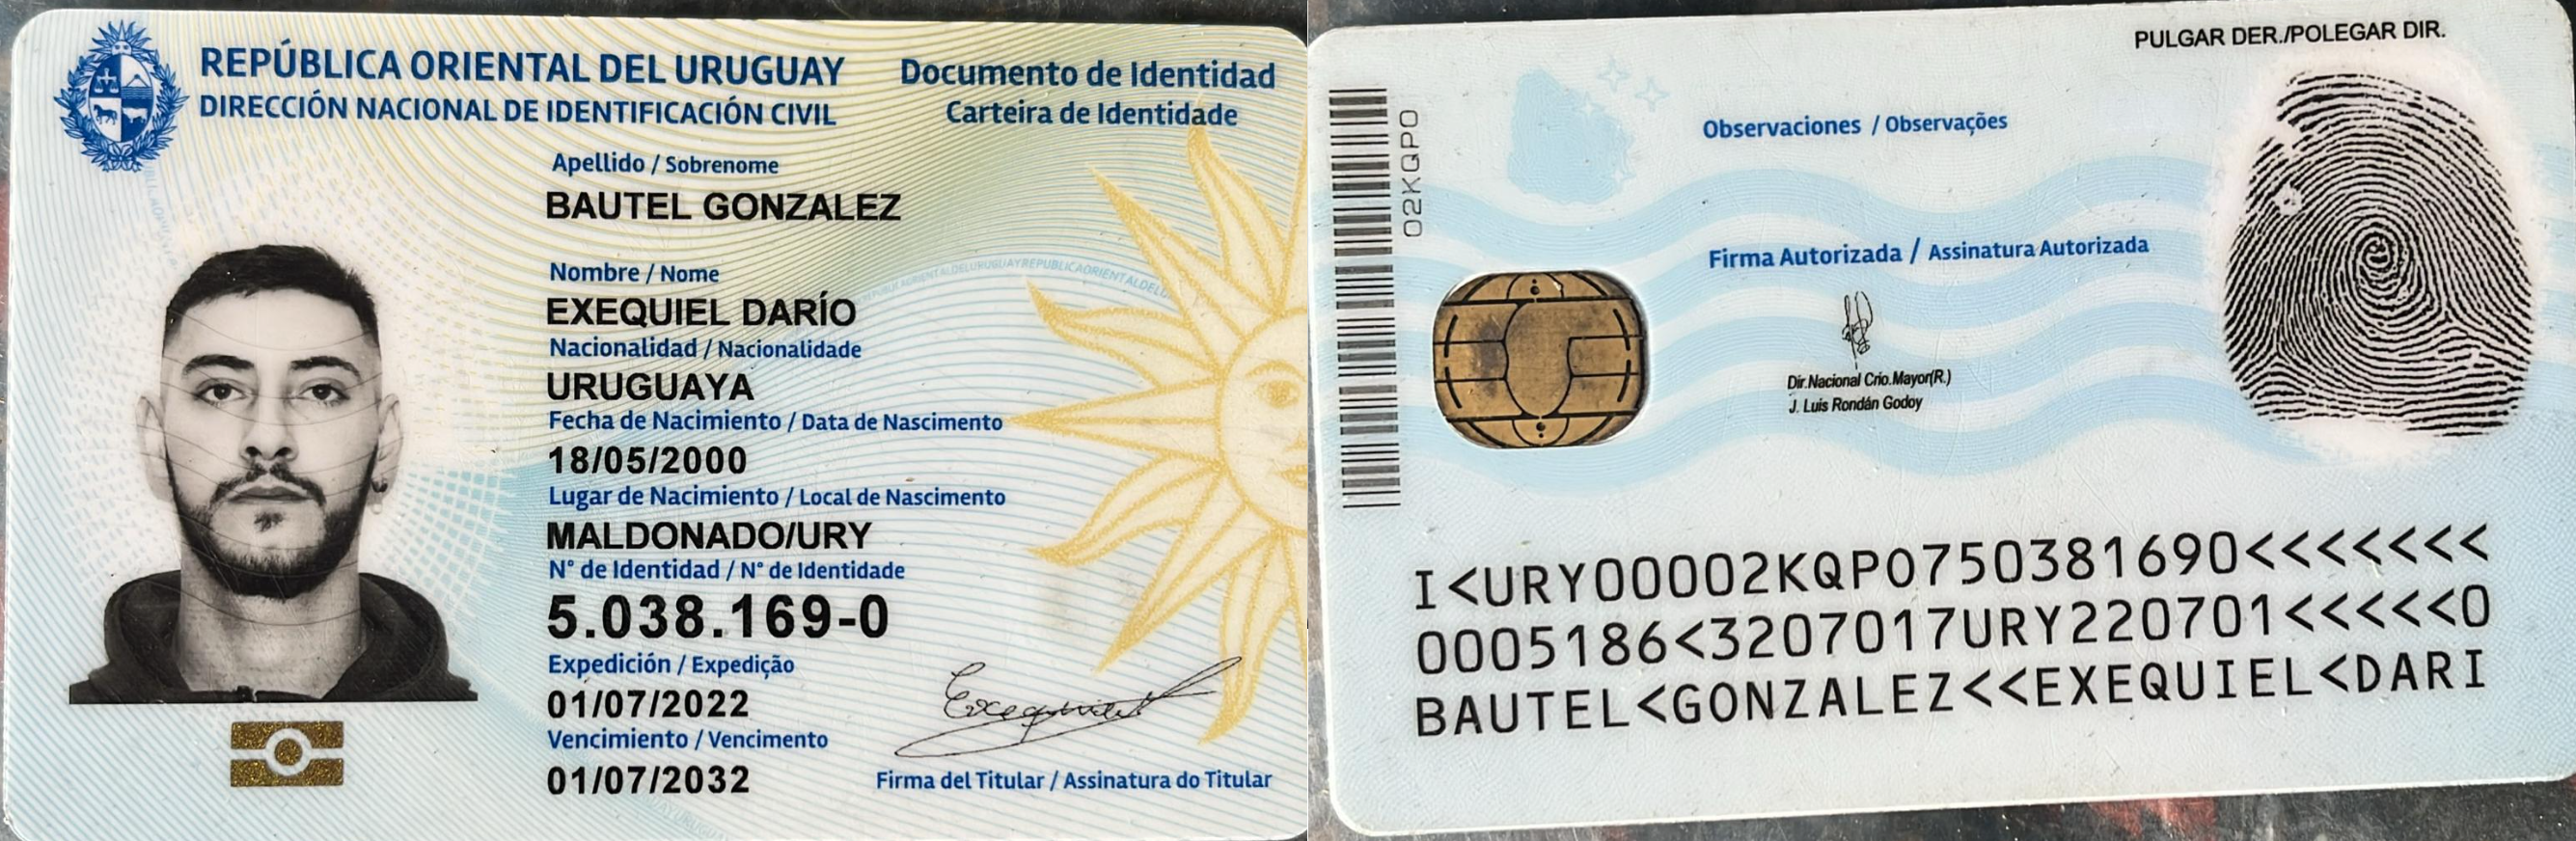 REPÚBLICA ORIENTAL DEL URUGUAY
DIRECCIÓN NACIONAL DE IDENTIFICACIÓN CIVIL
Documento de Identidad
Carteira de Identidade
Apellido / Sobrenome
BAUTEL GONZALEZ
Nombre / Nome
EXEQUIEL DARÍO
Nacionalidad / Nacionalidade
URUGUAYA
Fecha de Nacimiento / Data de Nascimento
18/05/2000
Lugar de Nacimiento / Local de Nascimento
MALDONADO/URY
N° de Identidad / N° de Identidade
5.038.169-0
Expedición / Expedição
01/07/2022
Vencimiento / Vencimento
01/07/2032
Exequiel
Firma del Titular / Assinatura do Titular
PULGAR DER./POLEGAR DIR.
02KQPO
Observaciones / Observações
Firma Autorizada / Assinatura Autorizada
Dir.Nacional Crio.Mayor(R.)
J. Luis Rondán Godoy
I<URY00002KQPO750381690<<<<<<<
0005186<3207017URY220701<<<<<0
BAUTEL<GONZALEZ<<EXEQUIEL<DARI